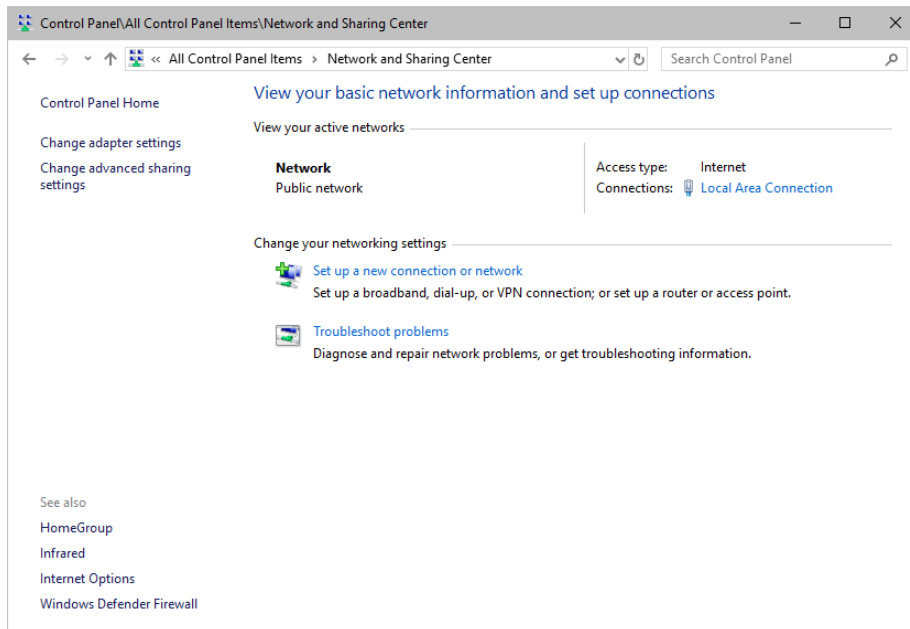 Control Panel\All Control Panel Items\Network and Sharing Center
« All Control Panel Items › Network and Sharing Center
Search Control Panel
Control Panel Home
Change adapter settings
Change advanced sharing
settings
View your basic network information and set up connections
View your active networks
Network
Public network
Access type: Internet
Connections: Local Area Connection
Change your networking settings
Set up a new connection or network
Set up a broadband, dial-up, or VPN connection; or set up a router or access point.
Troubleshoot problems
Diagnose and repair network problems, or get troubleshooting information.
See also
HomeGroup
Infrared
Internet Options
Windows Defender Firewall